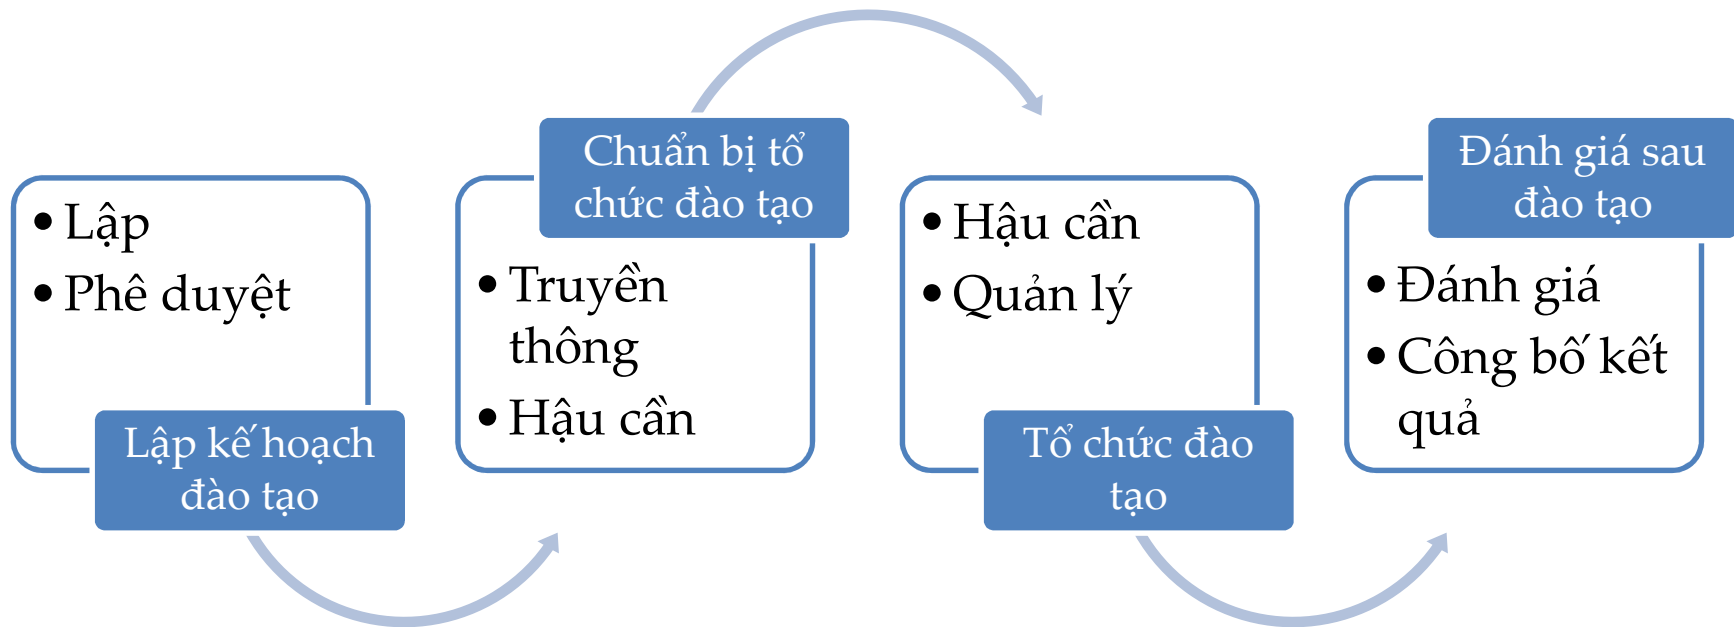 • Lập
• Phê duyệt
Lập kế hoạch
đào tạo
Chuẩn bị tổ
chức đào tạo
• Truyền
thông
• Hậu cần
• Hậu cần
• Quản lý
Tổ chức đào
tạo
Đánh giá sau
đào tạo
• Đánh giá
• Công bố kết
quả